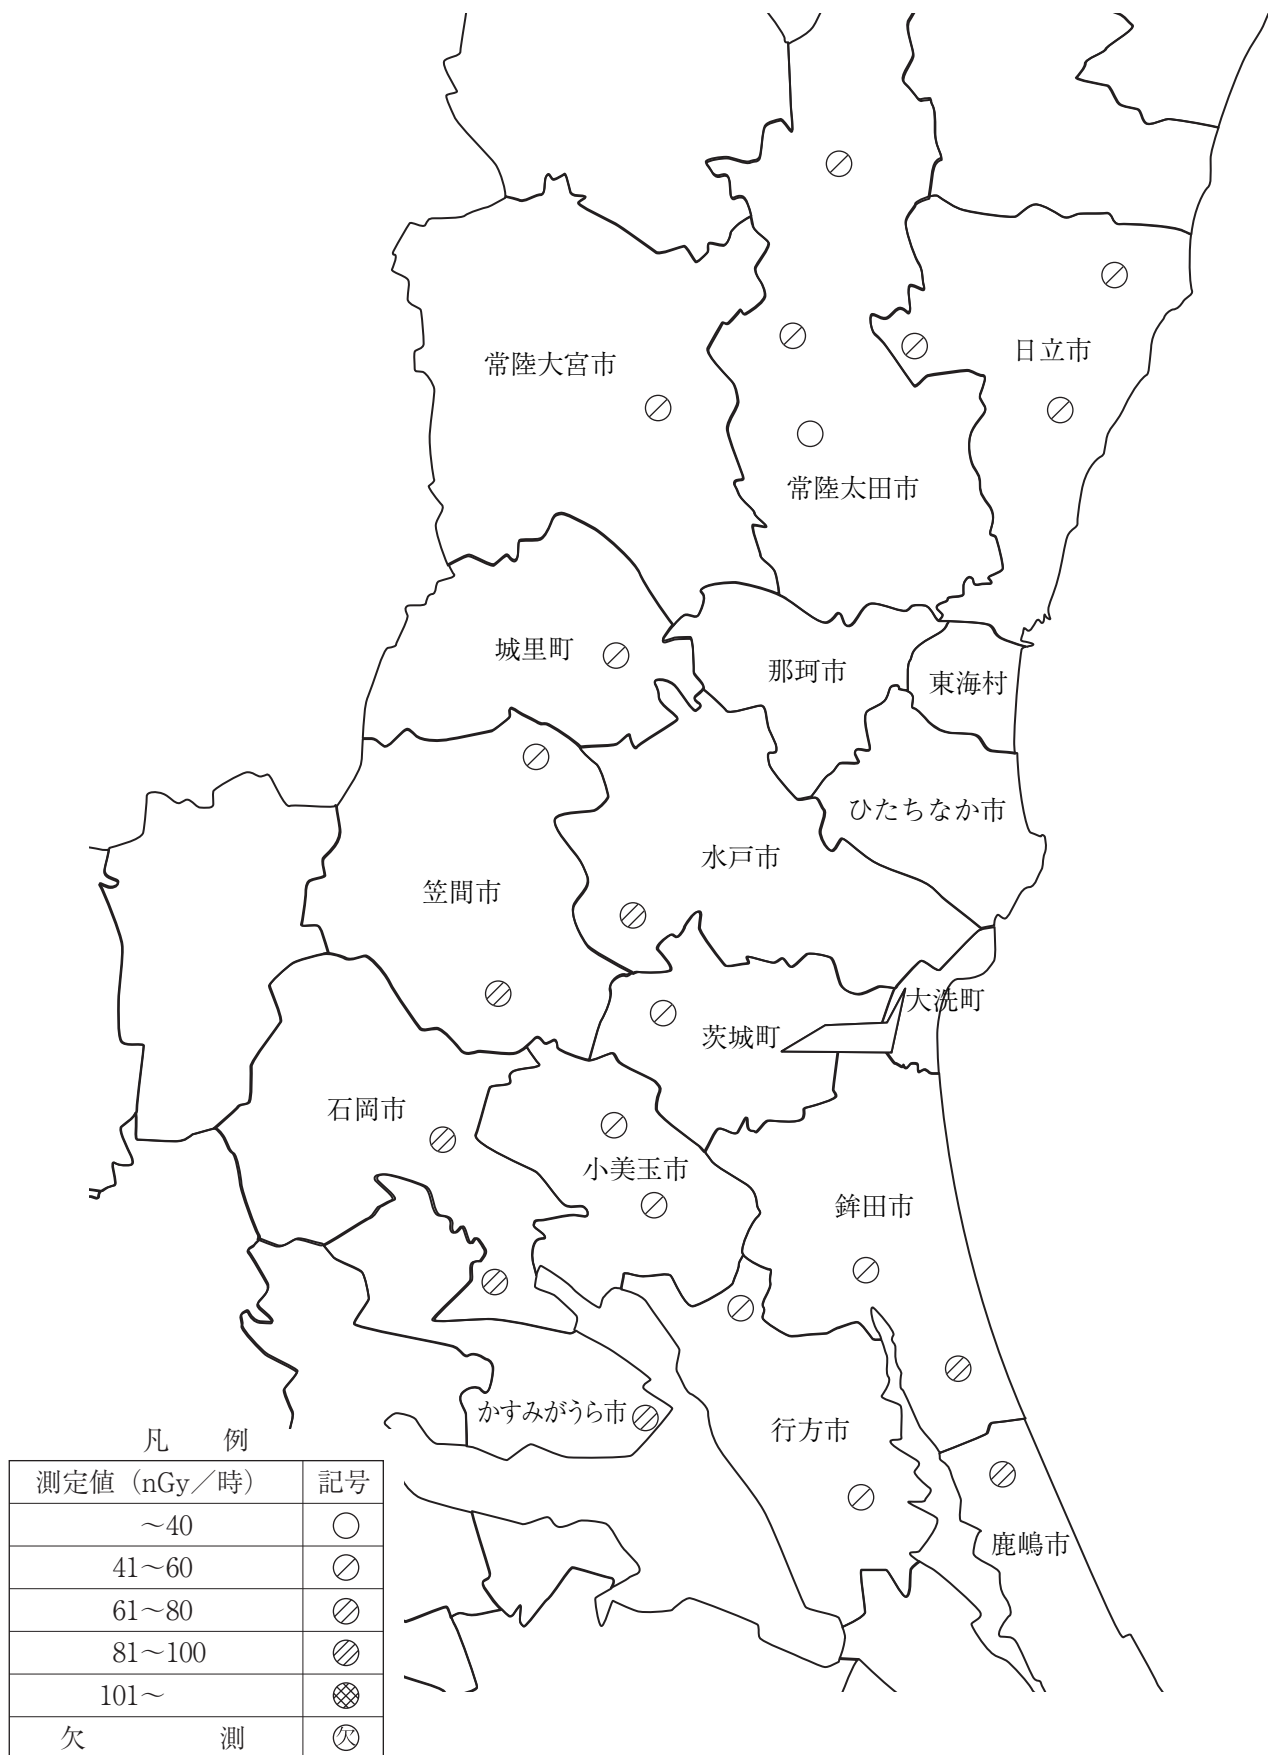 日立市
常陸大宮市
常陸太田市
城里町
那珂市
東海村
ひたちなか市
水戸市
笠間市
大洗町
茨城町
石岡市
小美玉市
鉾田市
かすみがうら市
行方市
鹿嶋市
凡　例
測定値（nGy／時） 記号
～40
41～60
61～80
81～100
101～
欠　測 欠